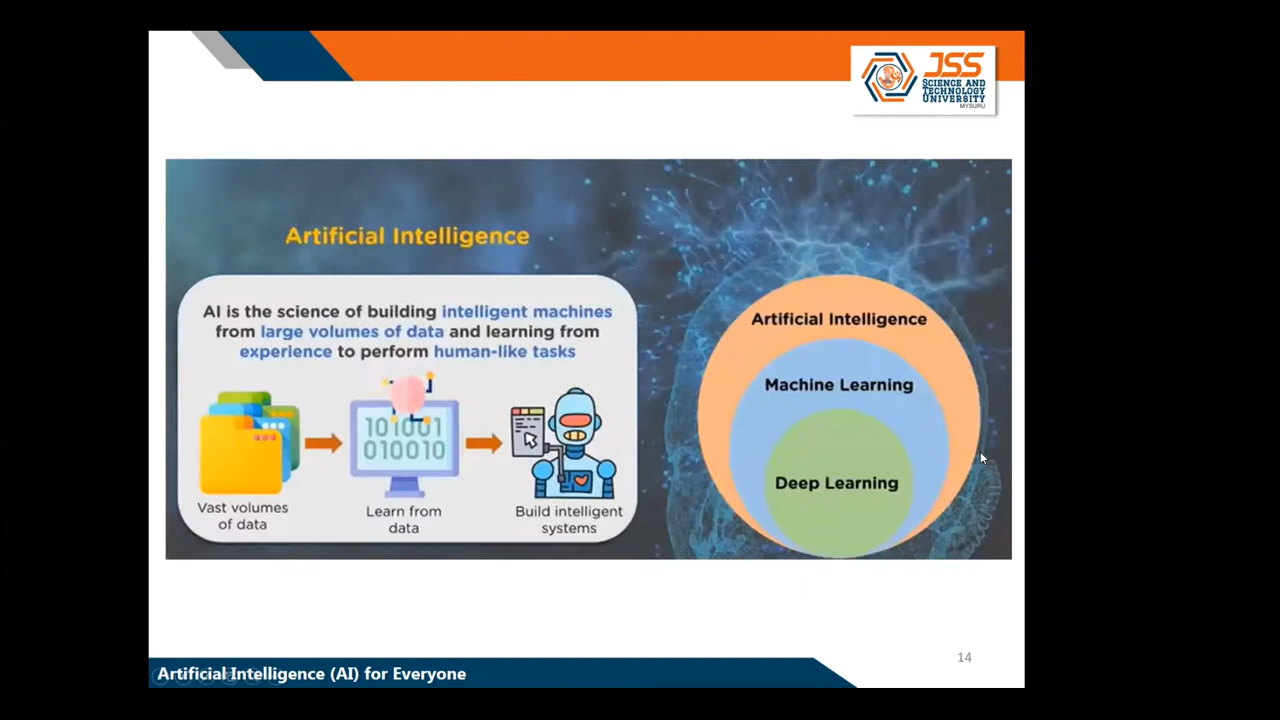 JSS
SCIENCE AND
TECHNOLOGY
UNIVERSITY
MYSURU
Artificial Intelligence
AI is the science of building intelligent machines
from large volumes of data and learning from
experience to perform human-like tasks
101001
010010
Vast volumes
of data
Learn from
data
Build intelligent
systems
Artificial Intelligence
Machine Learning
Deep Learning
14
Artificial Intelligence (AI) for Everyone